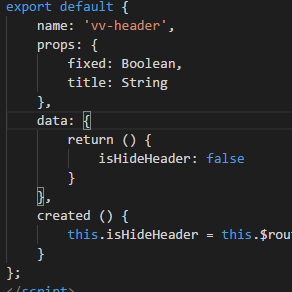 export default {
    name: 'vv-header',
    props: {
        fixed: Boolean,
        title: String
    },
    data: {
        return () {
            isHideHeader: false
        }
    },
    created () {
        this.isHideHeader = this.$rou
    }
};
</script>